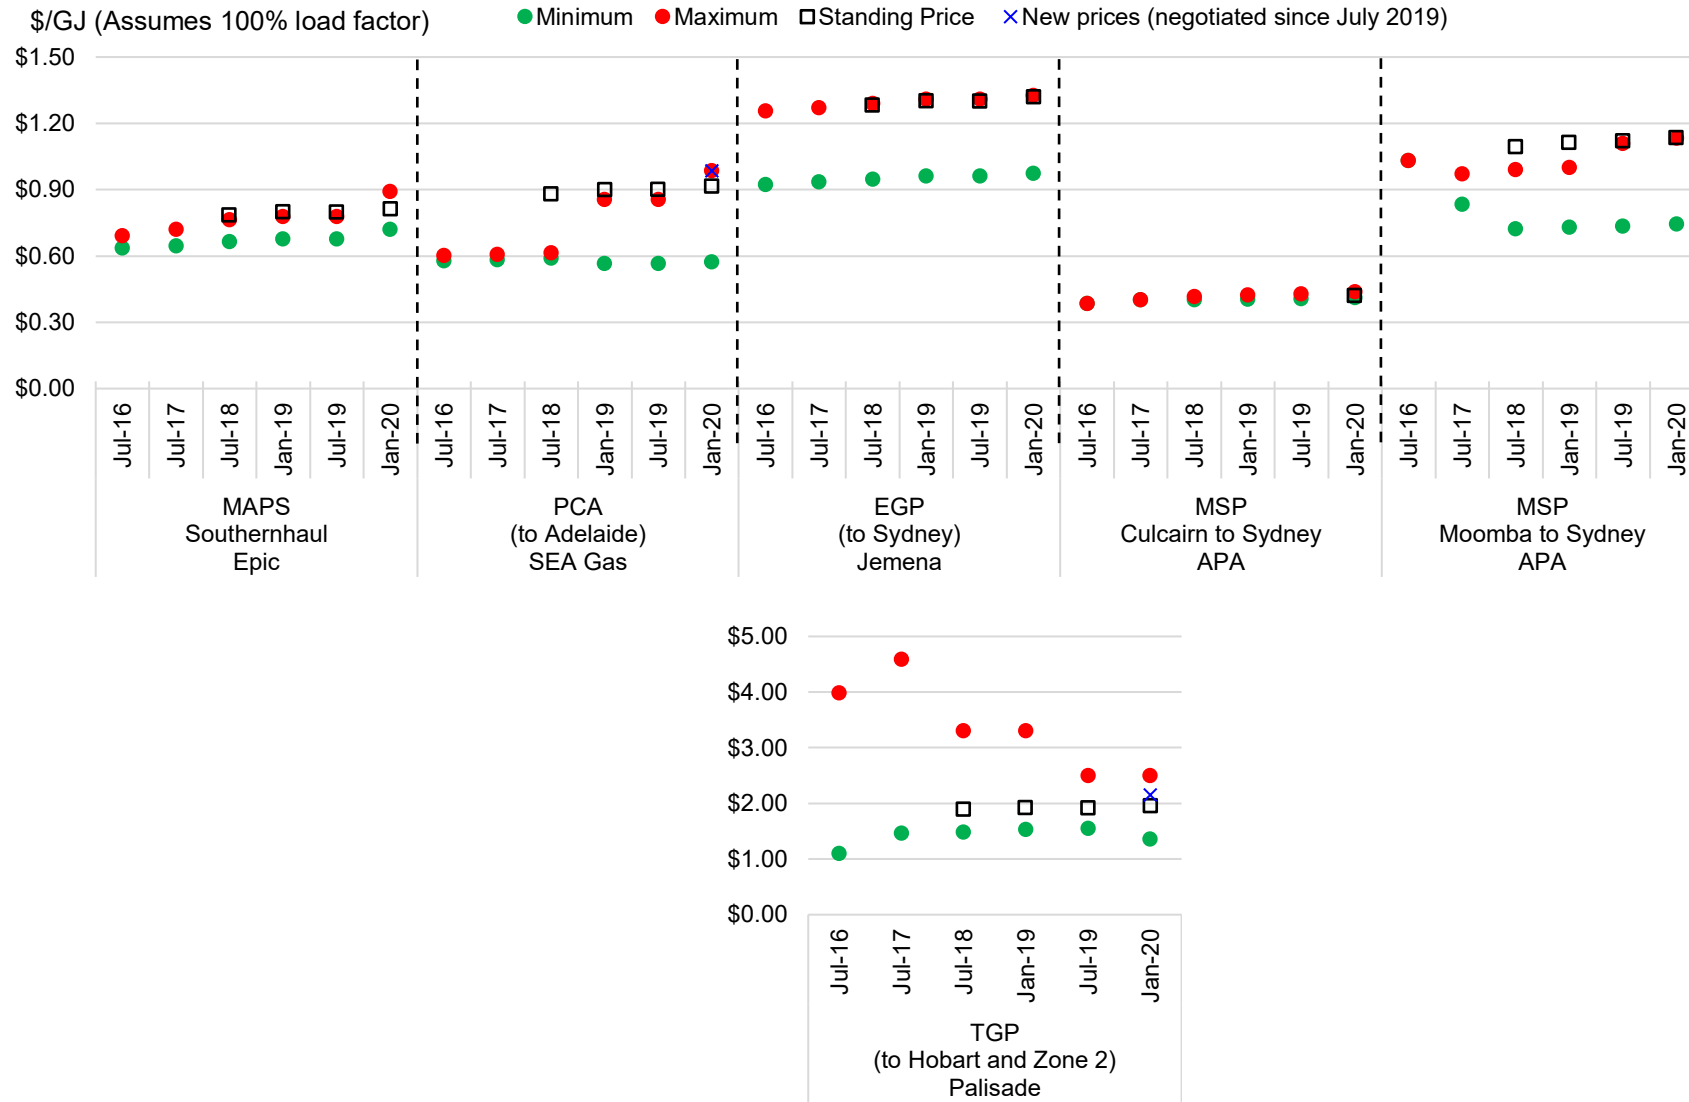 $/GJ (Assumes 100% load factor)
Minimum Maximum Standing Price New prices (negotiated since July 2019)
$1.50
$1.20
$0.90
$0.60
$0.30
$0.00
Jul-16 Jul-17 Jul-18 Jan-19 Jul-19 Jan-20 Jul-16 Jul-17 Jul-18 Jan-19 Jul-19 Jan-20 Jul-16 Jul-17 Jul-18 Jan-19 Jul-19 Jan-20 Jul-16 Jul-17 Jul-18 Jan-19 Jul-19 Jan-20 Jul-16 Jul-17 Jul-18 Jan-19 Jul-19 Jan-20
MAPS PCA EGP MSP MSP
Southernhaul (to Adelaide) (to Sydney) Culcairn to Sydney Moomba to Sydney
Epic SEA Gas Jemena APA APA
$5.00
$4.00
$3.00
$2.00
$1.00
$0.00
Jul-16 Jul-17 Jul-18 Jan-19 Jul-19 Jan-20
TGP
(to Hobart and Zone 2)
Palisade